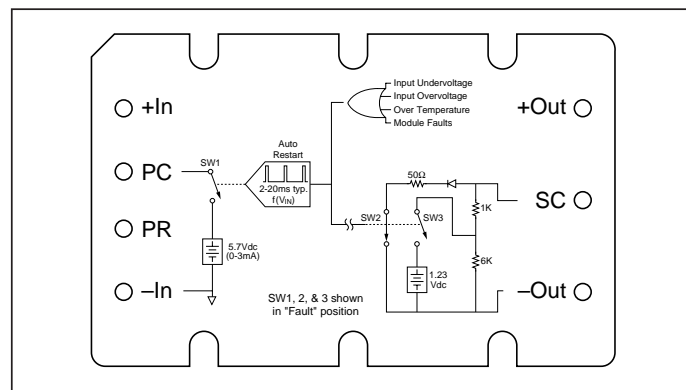 +In
PC
PR
–In
SW1
5.7Vdc
(0-3mA)
Auto
Restart
2-20ms typ.
f(VIN)
Input Undervoltage
Input Overvoltage
Over Temperature
Module Faults
50Ω
SW2
SW3
1K
6K
1.23
Vdc
SW1, 2, & 3 shown
in "Fault" position
+Out
SC
–Out